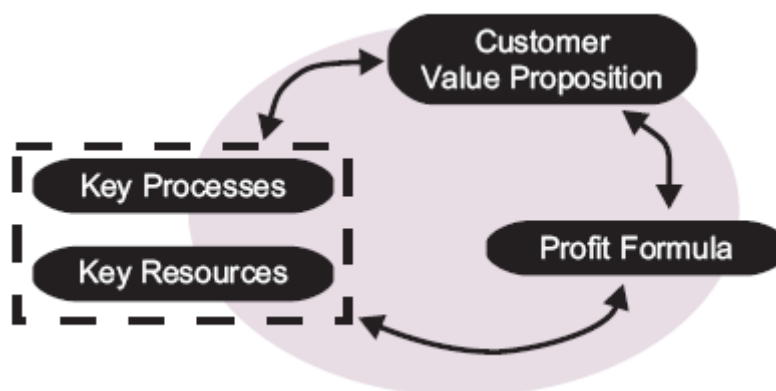 Customer
Value Proposition
Key Processes
Profit Formula
Key Resources